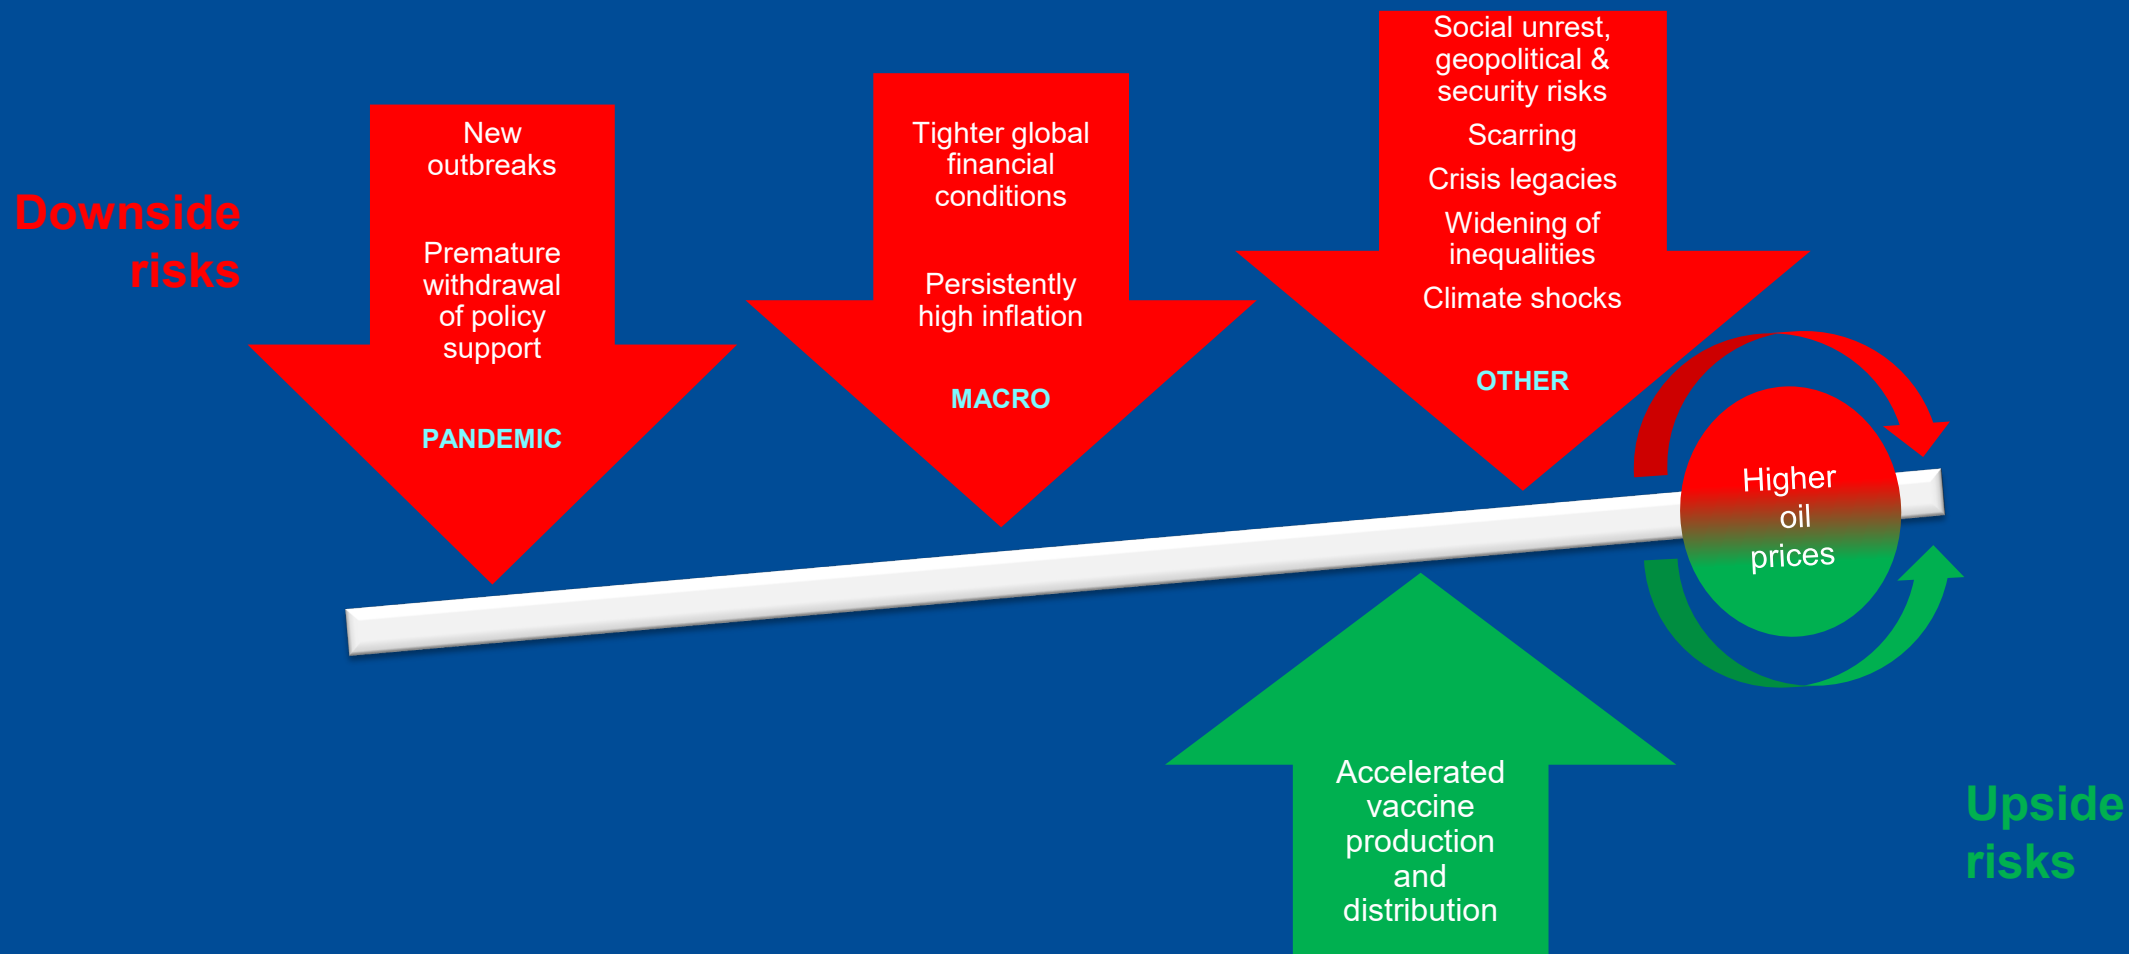 Downside
risks
New
outbreaks
Premature
withdrawal
of policy
support
PANDEMIC
Tighter global
financial
conditions
Persistently
high inflation
MACRO
Social unrest,
geopolitical &
security risks
Scarring
Crisis legacies
Widening of
inequalities
Climate shocks
OTHER
Higher
oil
prices
Accelerated
vaccine
production
and
distribution
Upside
risks